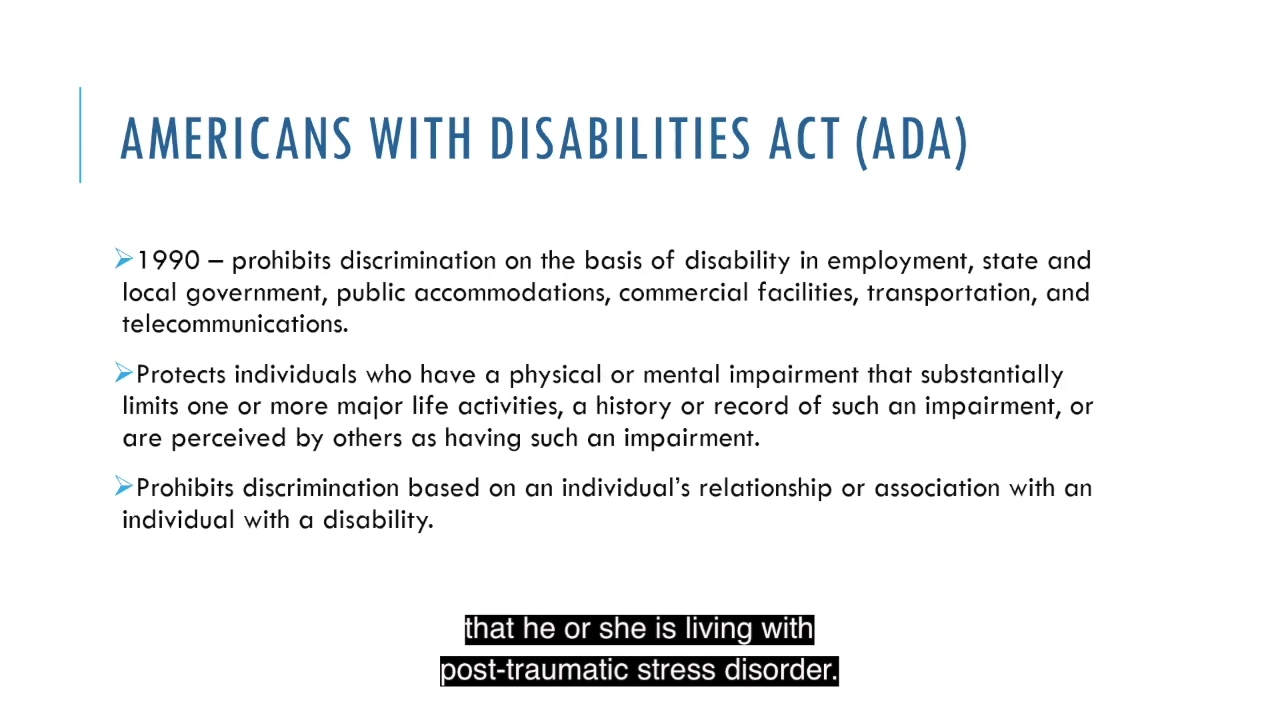 AMERICANS WITH DISABILITIES ACT (ADA)
➢1990 – prohibits discrimination on the basis of disability in employment, state and
local government, public accommodations, commercial facilities, transportation, and
telecommunications.
➢Protects individuals who have a physical or mental impairment that substantially
limits one or more major life activities, a history or record of such an impairment, or
are perceived by others as having such an impairment.
➢Prohibits discrimination based on an individual’s relationship or association with an
individual with a disability.
that he or she is living with
post-traumatic stress disorder.